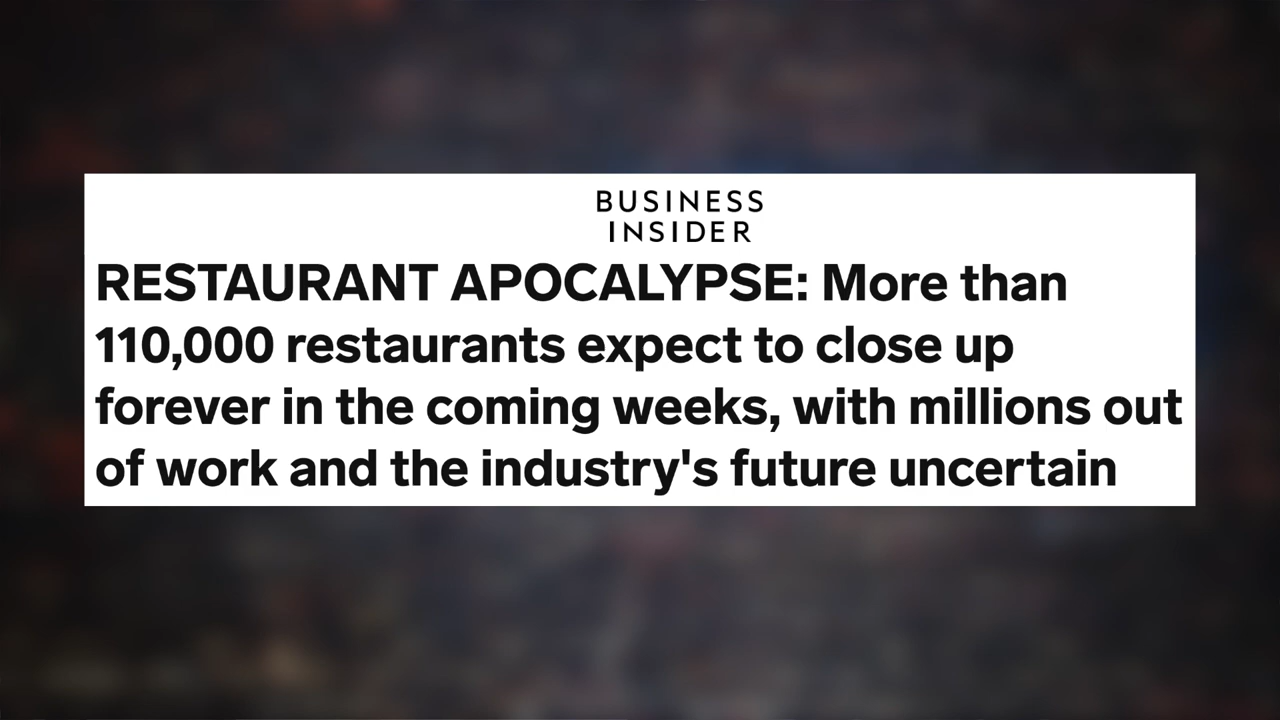 BUSINESS
INSIDER
RESTAURANT APOCALYPSE: More than
110,000 restaurants expect to close up
forever in the coming weeks, with millions out
of work and the industry's future uncertain